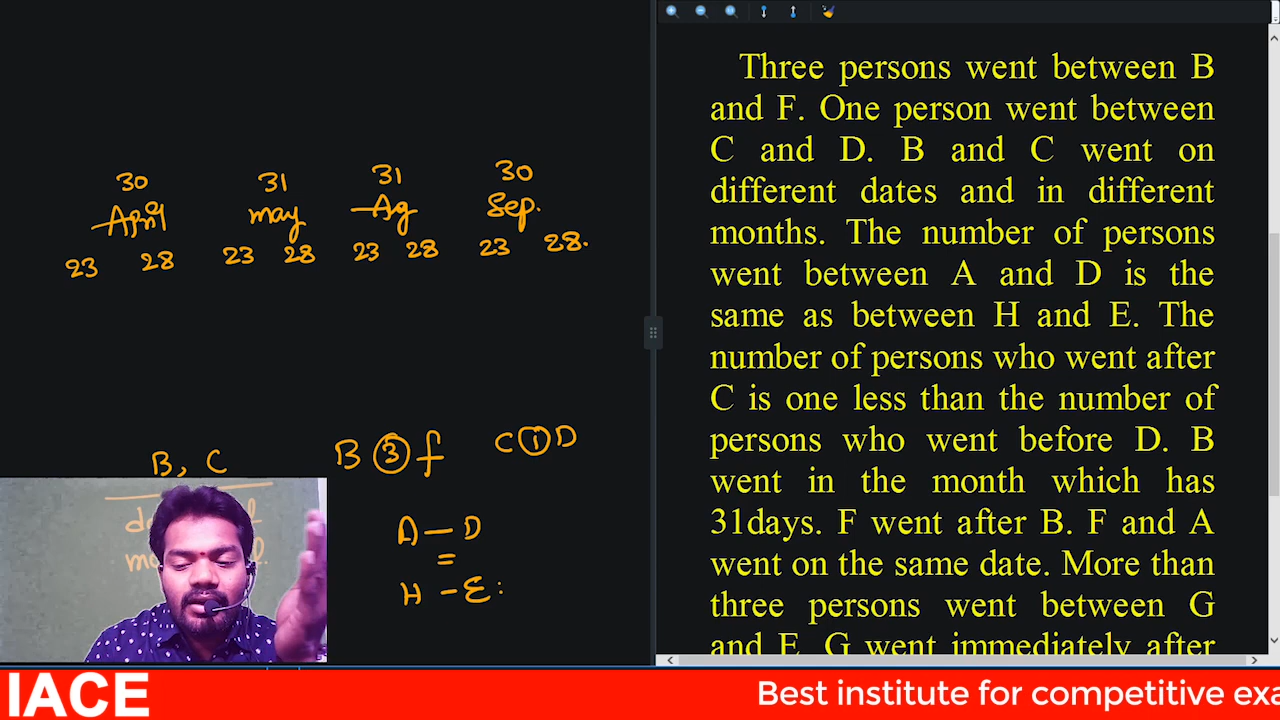 30 31 31 30
April may Ag Sep.
23 28 23 28 23 28 23 28.
B, C B 3 f C 1 D
A — D
=
H - E :
Three persons went between B
and F. One person went between
C and D. B and C went on
different dates and in different
months. The number of persons
went between A and D is the
same as between H and E. The
number of persons who went after
C is one less than the number of
persons who went before D. B
went in the month which has
31days. F went after B. F and A
went on the same date. More than
three persons went between G
and E. G went immediately after
IACE
Best institute for competitive exa